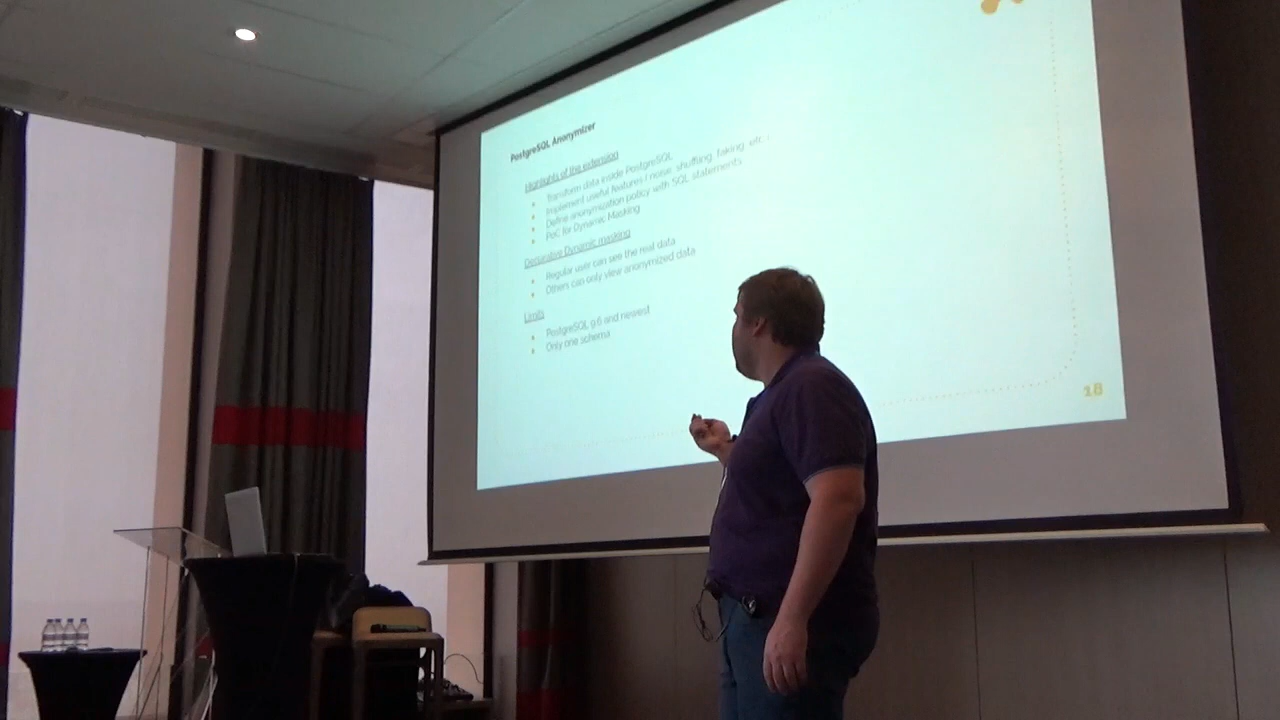 PostgreSQL Anonymizer
Highlights of the extension
Transform data inside PostgreSQL
Implement useful features ( noise, shuffling, faking, etc. )
Define anonymization policy with SQL statements
PoC for Dynamic Masking
Declarative Dynamic masking
Regular user can see the real data
Others can only view anonymized data
Limits
PostgreSQL 9.6 and newest
Only one schema
18